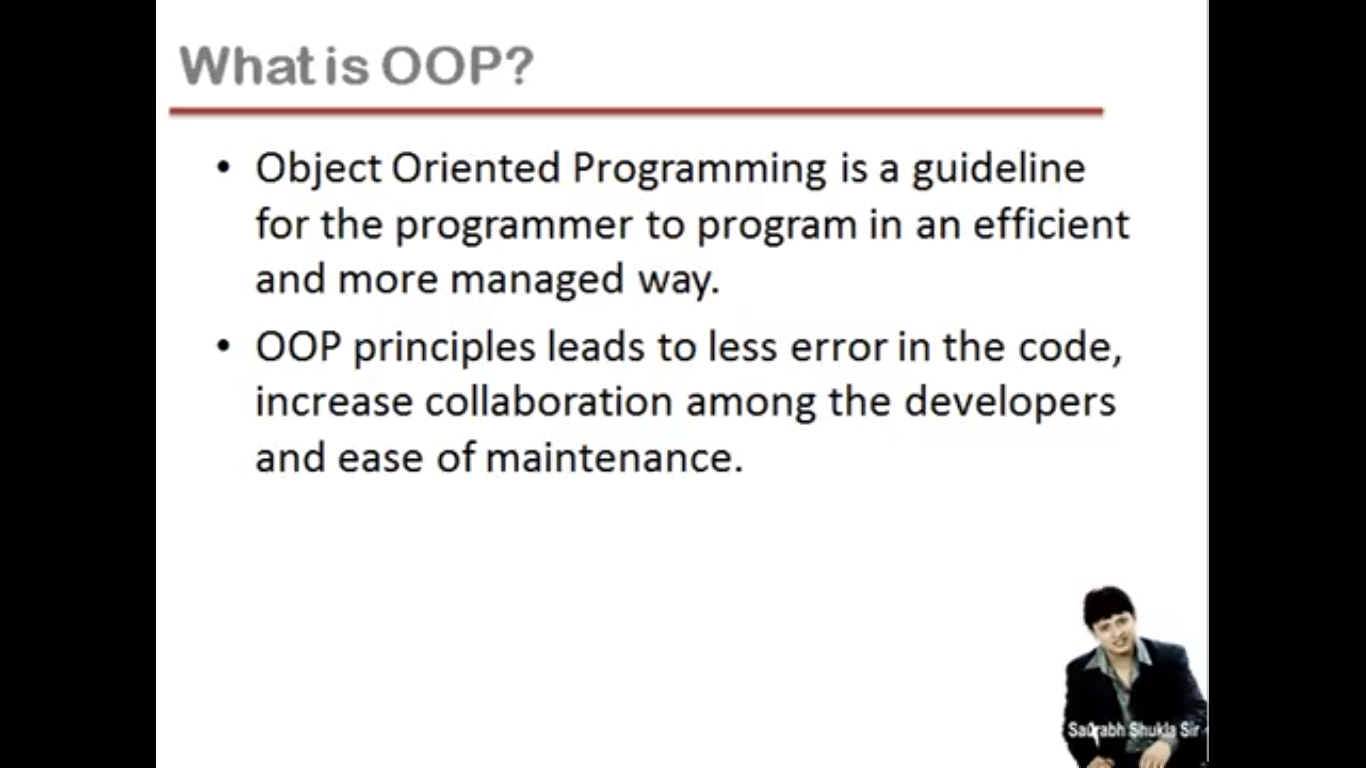 What is OOP?
• Object Oriented Programming is a guideline
for the programmer to program in an efficient
and more managed way.
• OOP principles leads to less error in the code,
increase collaboration among the developers
and ease of maintenance.
Saurabh Shukla Sir